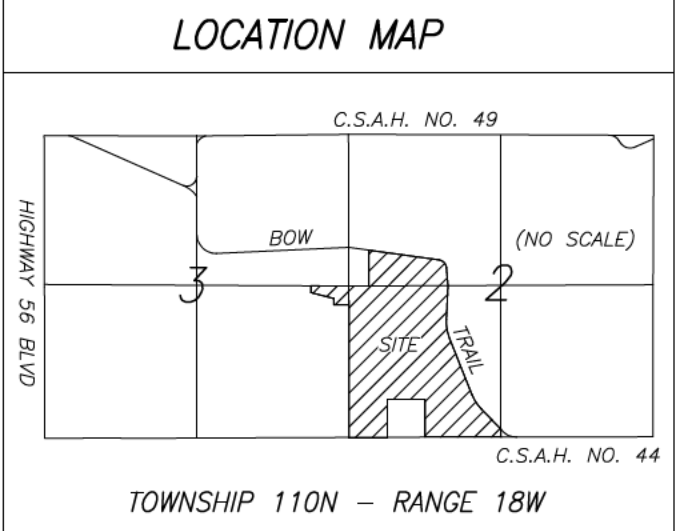 LOCATION MAP
C.S.A.H. NO. 49
HIGHWAY 56 BLVD
BOW
(NO SCALE)
3
2
SITE
TRAIL
C.S.A.H. NO. 44
TOWNSHIP 110N – RANGE 18W